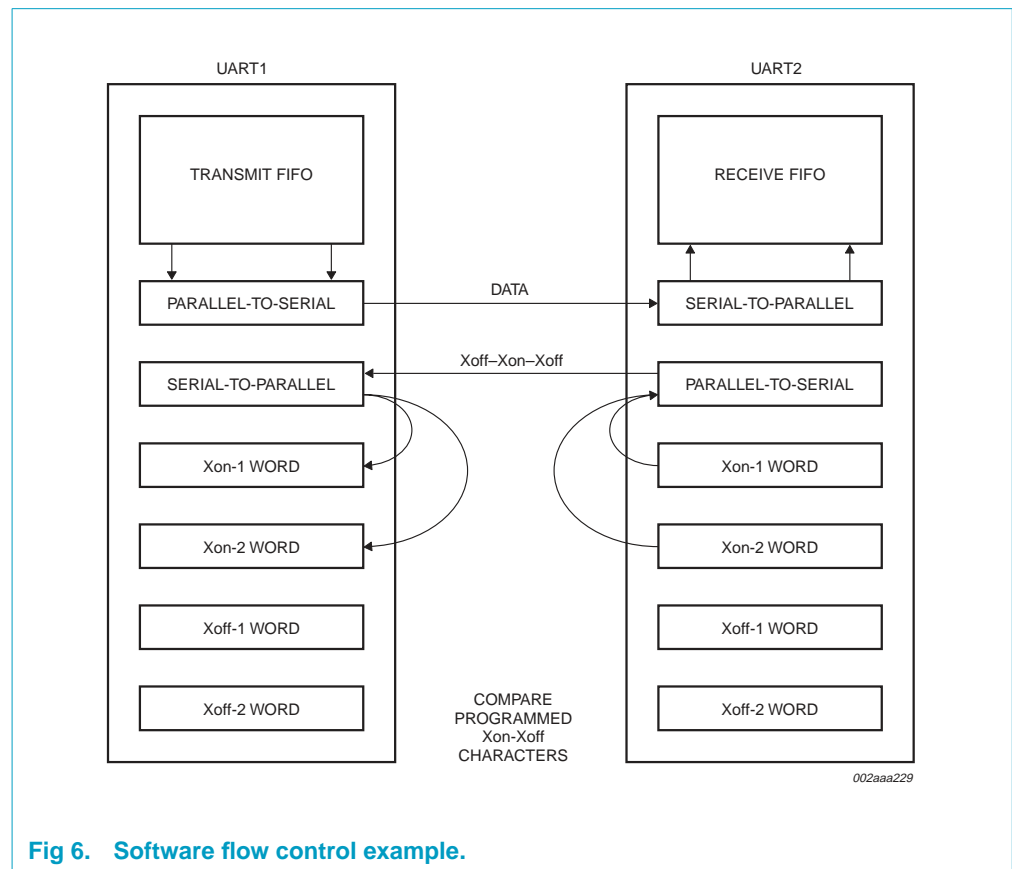 UART1
UART2
TRANSMIT FIFO
RECEIVE FIFO
PARALLEL-TO-SERIAL
DATA
SERIAL-TO-PARALLEL
Xoff–Xon–Xoff
SERIAL-TO-PARALLEL
PARALLEL-TO-SERIAL
Xon-1 WORD
Xon-1 WORD
Xon-2 WORD
Xon-2 WORD
Xoff-1 WORD
Xoff-1 WORD
Xoff-2 WORD
COMPARE
PROGRAMMED
Xon-Xoff
CHARACTERS
Xoff-2 WORD
002aaa229
Fig 6. Software flow control example.